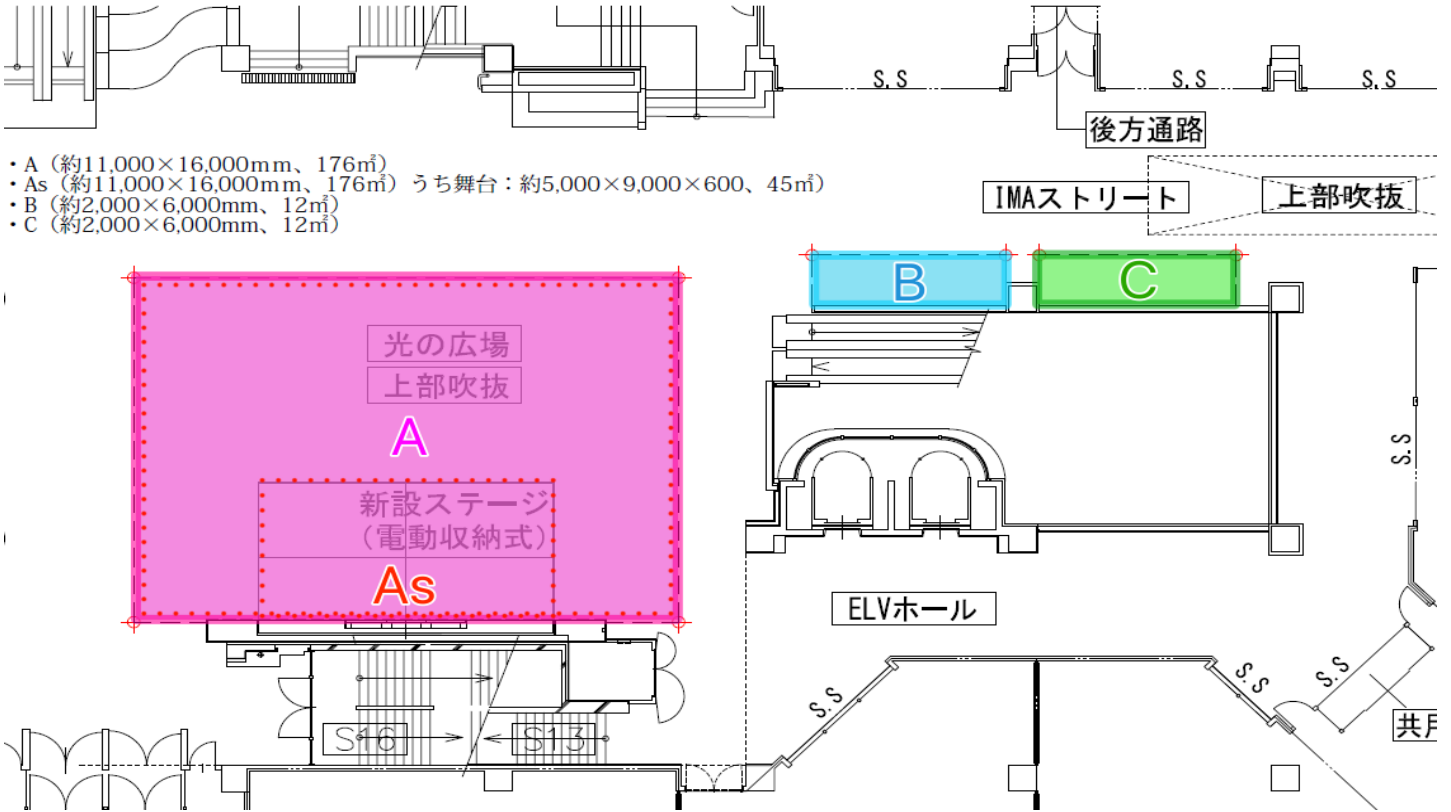 S.S
S.S
S.S
後方通路
・A（約11,000×16,000mm、176㎡）
・As（約11,000×16,000mm、176㎡）うち舞台：約5,000×9,000×600、45㎡）
・B（約2,000×6,000mm、12㎡）
・C（約2,000×6,000mm、12㎡）
IMAストリート
上部吹抜
B
C
光の広場
上部吹抜
A
S.S
新設ステージ
（電動収納式）
As
ELVホール
S.S
S.S
S.S
S16
S13